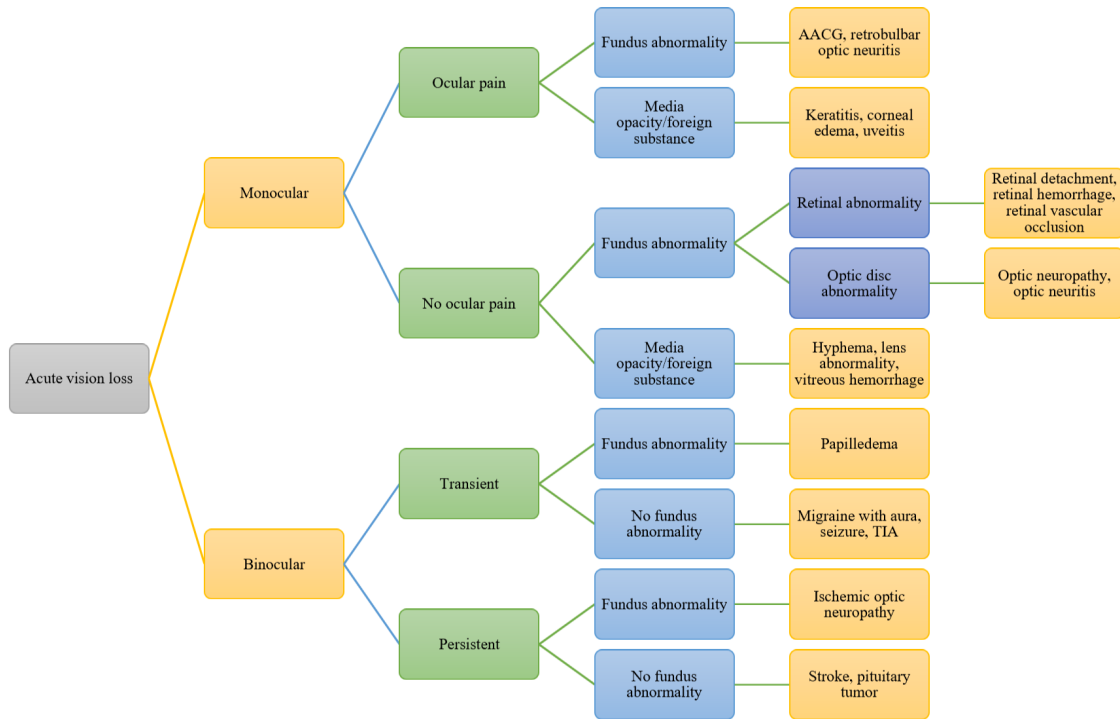 Acute vision loss
Monocular
Ocular pain
Fundus abnormality
AACG, retrobulbar
optic neuritis
Media
opacity/foreign
substance
Keratitis, corneal
edema, uveitis
No ocular pain
Fundus abnormality
Retinal abnormality
Retinal detachment,
retinal hemorrhage,
retinal vascular
occlusion
Optic disc
abnormality
Optic neuropathy,
optic neuritis
Media
opacity/foreign
substance
Hyphema, lens
abnormality,
vitreous hemorrhage
Binocular
Transient
Fundus abnormality
Papilledema
No fundus
abnormality
Migraine with aura,
seizure, TIA
Persistent
Fundus abnormality
Ischemic optic
neuropathy
No fundus
abnormality
Stroke, pituitary
tumor